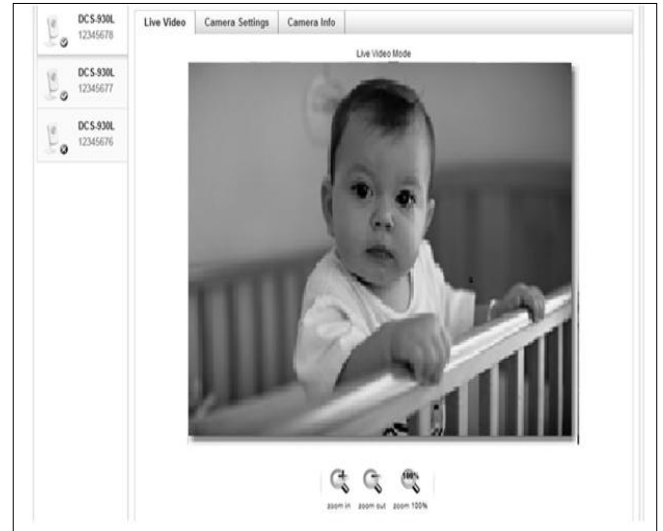 DCS-930L
12345678
DCS-930L
12345677
DCS-930L
12345676
Live Video Camera Settings Camera Info
Live Video Mode
100%
zoom in zoom out zoom 100%